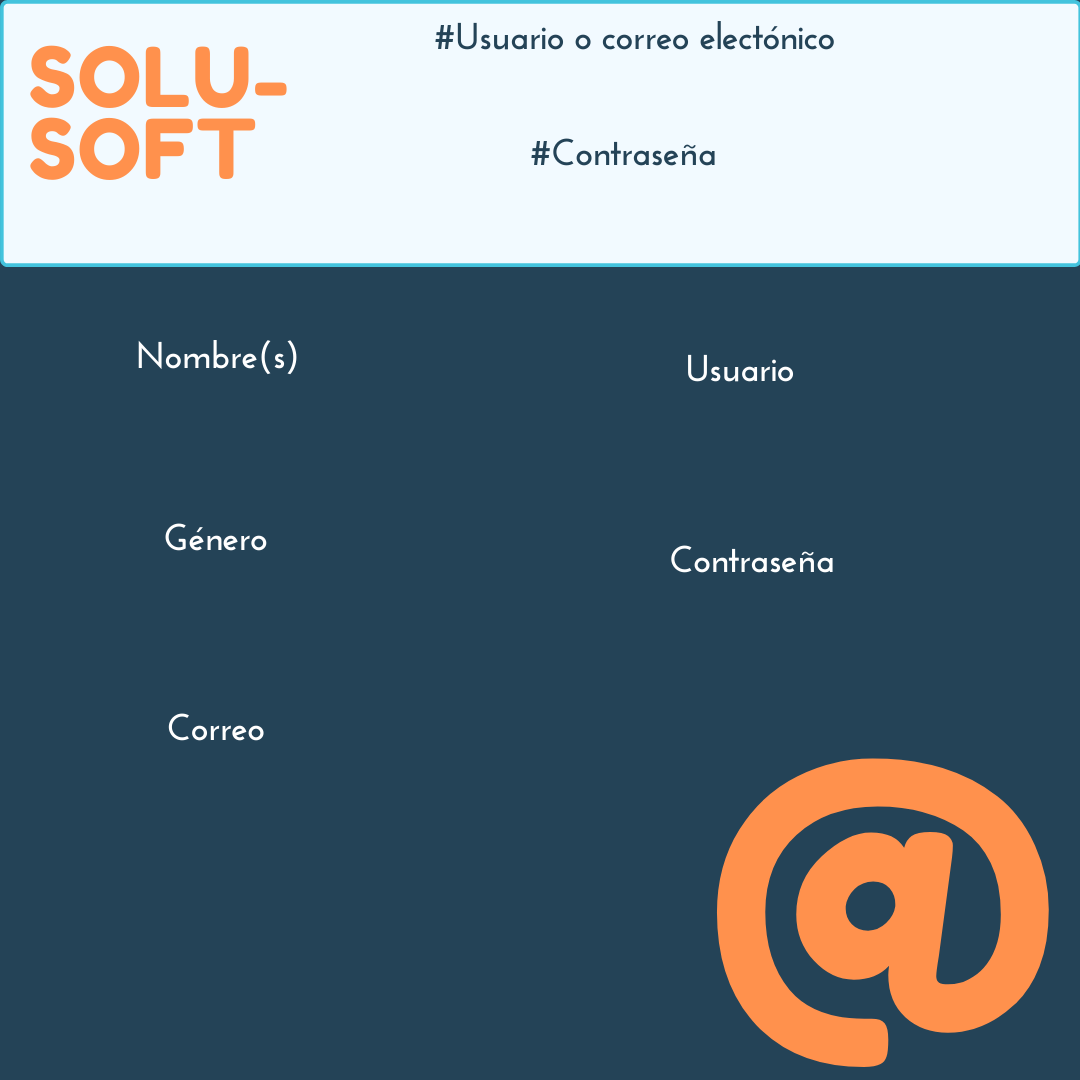 SOLU-
SOFT
#Usuario o correo electónico
#Contraseña
Nombre(s)
Usuario
Género
Contraseña
Correo
@